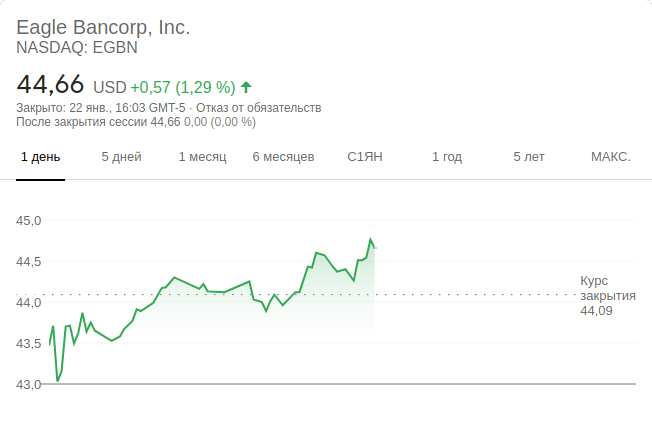 Eagle Bancorp, Inc.
NASDAQ: EGBN
44,66 USD +0,57 (1,29 %)
Закрыто: 22 янв., 16:03 GMT-5 · Отказ от обязательств
После закрытия сессии 44,66 0,00 (0,00 %)
1 день 5 дней 1 месяц 6 месяцев С1ЯН 1 год 5 лет МАКС.
45,0
44,5
Курс
44,0 закрытия
44,09
43,5
43,0